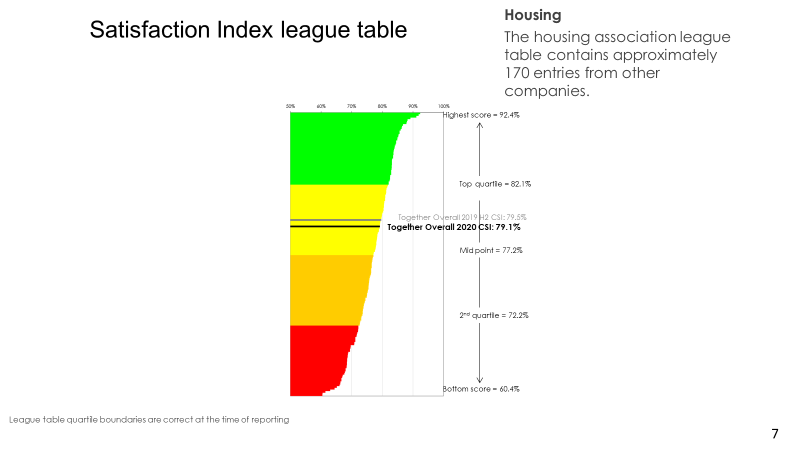 Satisfaction Index league table
Housing
The housing association league
table contains approximately
170 entries from other
companies.
50% 60% 70% 80% 90% 100%
Highest score = 92.4%
Top quartile = 82.1%
Together Overall 2019 H2 CSI: 79.5%
Together Overall 2020 CSI: 79.1%
Mid point = 77.2%
2nd quartile = 72.2%
Bottom score = 60.4%
League table quartile boundaries are correct at the time of reporting
7